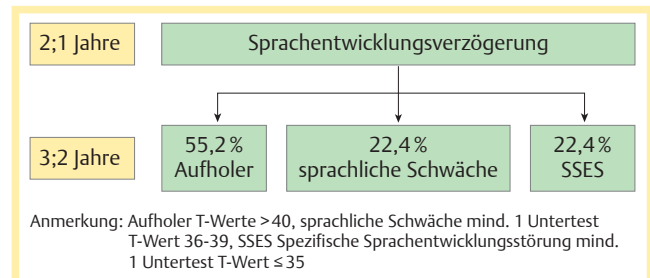 2;1 Jahre
Sprachentwicklungsverzögerung
3;2 Jahre
55,2%
Aufholer
22,4%
sprachliche Schwäche
22,4%
SSES
Anmerkung: Aufholer T-Werte >40, sprachliche Schwäche mind. 1 Untertest
T-Wert 36-39, SSES Spezifische Sprachentwicklungsstörung mind.
1 Untertest T-Wert ≤35